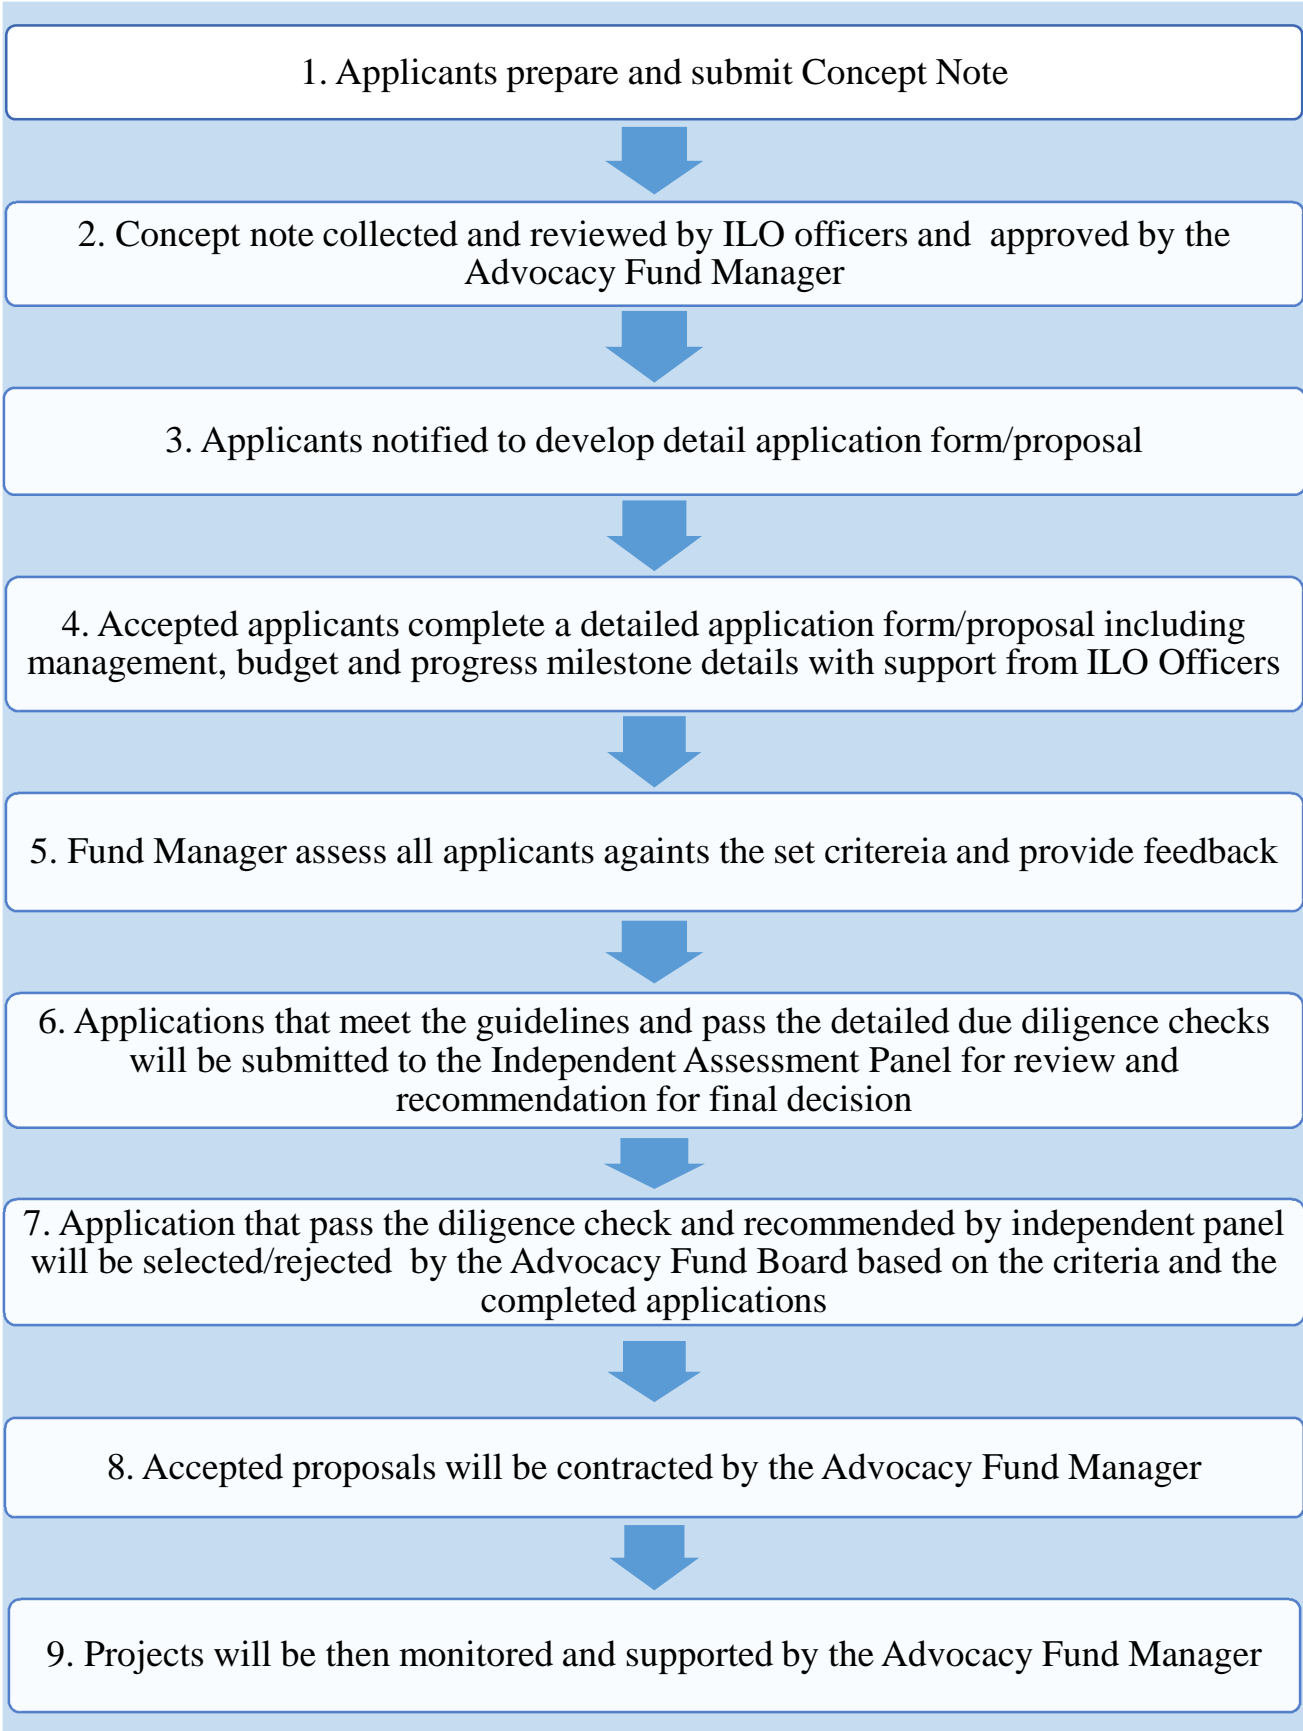 1. Applicants prepare and submit Concept Note
2. Concept note collected and reviewed by ILO officers and  approved by the
Advocacy Fund Manager
3. Applicants notified to develop detail application form/proposal
4. Accepted applicants complete a detailed application form/proposal including
management, budget and progress milestone details with support from ILO Officers
5. Fund Manager assess all applicants againts the set critereia and provide feedback
6. Applications that meet the guidelines and pass the detailed due diligence checks
will be submitted to the Independent Assessment Panel for review and
recommendation for final decision
7. Application that pass the diligence check and recommended by independent panel
will be selected/rejected  by the Advocacy Fund Board based on the criteria and the
completed applications
8. Accepted proposals will be contracted by the Advocacy Fund Manager
9. Projects will be then monitored and supported by the Advocacy Fund Manager